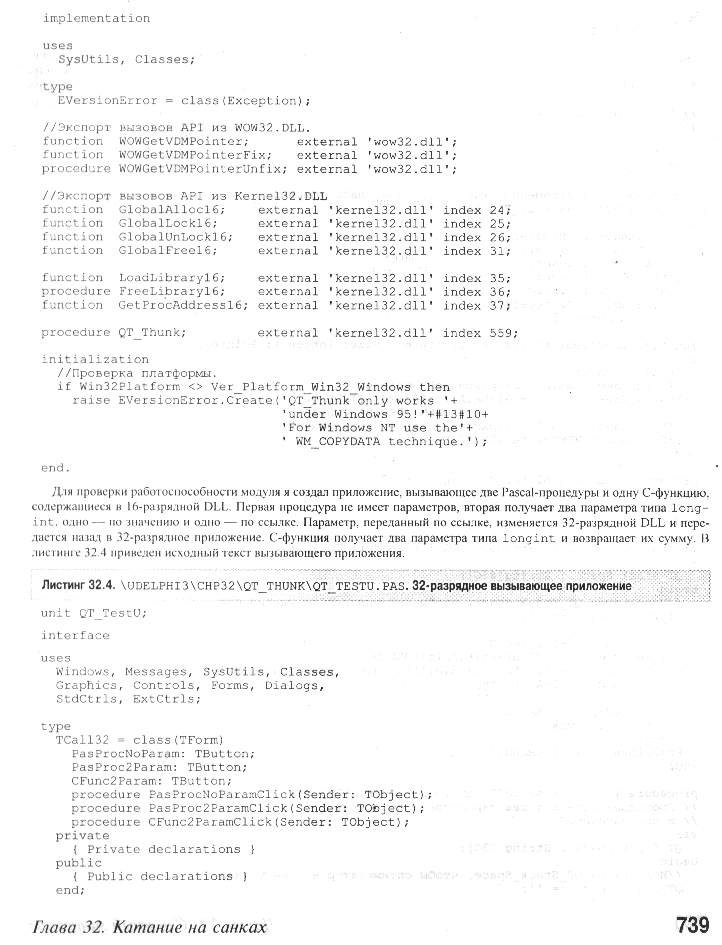 implementation
uses
SysUtils, Classes;
type
EVersionError = class(Exception);
//Экспорт вызовов API из WOW32.DLL.
function WOWGetVDMPointer; external 'wow32.dll';
function WOWGetVDMPointerFix; external 'wow32.dll';
procedure WOWGetVDMPointerUnfix; external 'wow32.dll';
//Экспорт вызовов API из Kernel32.DLL
function GlobalAlloc16; external 'kernel32.dll' index 24;
function GlobalLock16; external 'kernel32.dll' index 25;
function GlobalUnLock16; external 'kernel32.dll' index 26;
function GlobalFree16; external 'kernel32.dll' index 31;
function LoadLibrary16; external 'kernel32.dll' index 35;
procedure FreeLibrary16; external 'kernel32.dll' index 36;
function GetProcAddress16; external 'kernel32.dll' index 37;
procedure QT_Thunk; external 'kernel32.dll' index 559;
initialization
//Проверка платформы.
if Win32Platform <> Ver_Platform_Win32_Windows then
raise EVersionError.Create('QT_Thunk only works '+
'under Windows 95!'+#13#10+
'For Windows NT use the'+
' WM_COPYDATA technique.');
end.
Для проверки работоспособности модуля я создал приложение, вызывающее две Pascal-процедуры и одну C-функцию,
содержащиеся в 16-разрядной DLL. Первая процедура не имеет параметров, вторая получает два параметра типа long-
int, одно — по значению и одно — по ссылке. Параметр, переданный по ссылке, изменяется 32-разрядной DLL и пере-
дается назад в 32-разрядное приложение. C-функция получает два параметра типа longint и возвращает их сумму. В
листинге 32.4 приведен исходный текст вызывающего приложения.
Листинг 32.4. \UDELPHI3\CHP32\QT_THUNK\QT_TESTU.PAS. 32-разрядное вызывающее приложение
unit QT_TestU;
interface
uses
Windows, Messages, SysUtils, Classes,
Graphics, Controls, Forms, Dialogs,
StdCtrls, ExtCtrls;
type
TCall32 = class(TForm)
PasProcNoParam: TButton;
PasProc2Param: TButton;
CFunc2Param: TButton;
procedure PasProcNoParamClick(Sender: TObject);
procedure PasProc2ParamClick(Sender: TObject);
procedure CFunc2ParamClick(Sender: TObject);
private
{ Private declarations }
public
{ Public declarations }
end;
Глава 32. Катание на санках 739